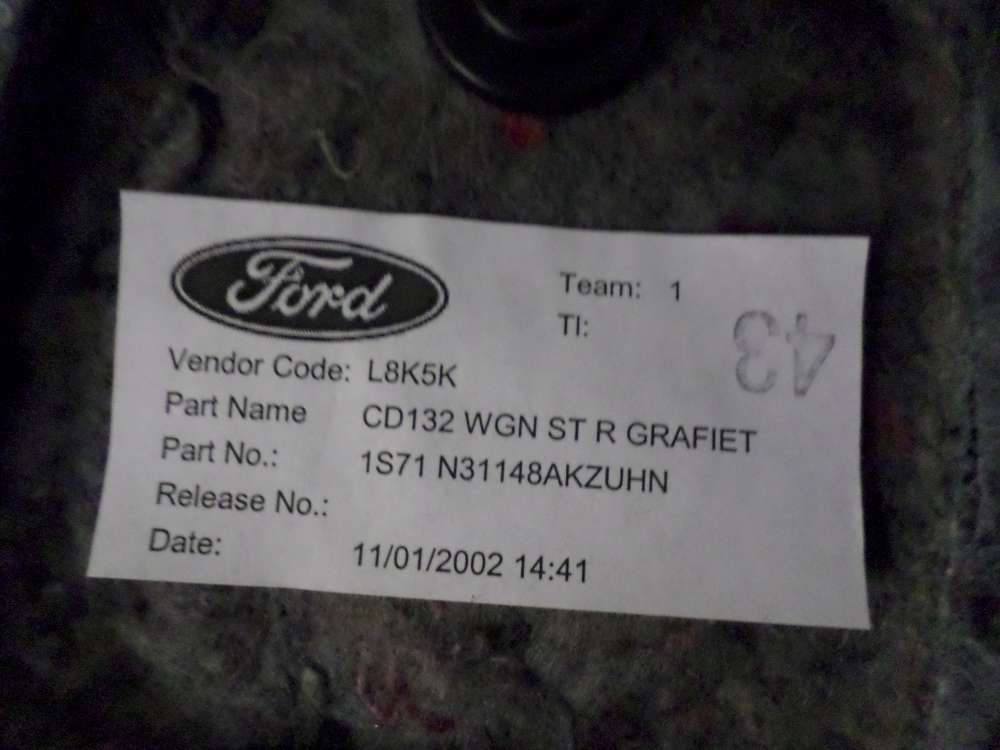 Ford
Team: 1
TI:
43
Vendor Code: L8K5K
Part Name CD132 WGN ST R GRAFIET
Part No.: 1S71 N31148AKZUHN
Release No.:
Date: 11/01/2002 14:41